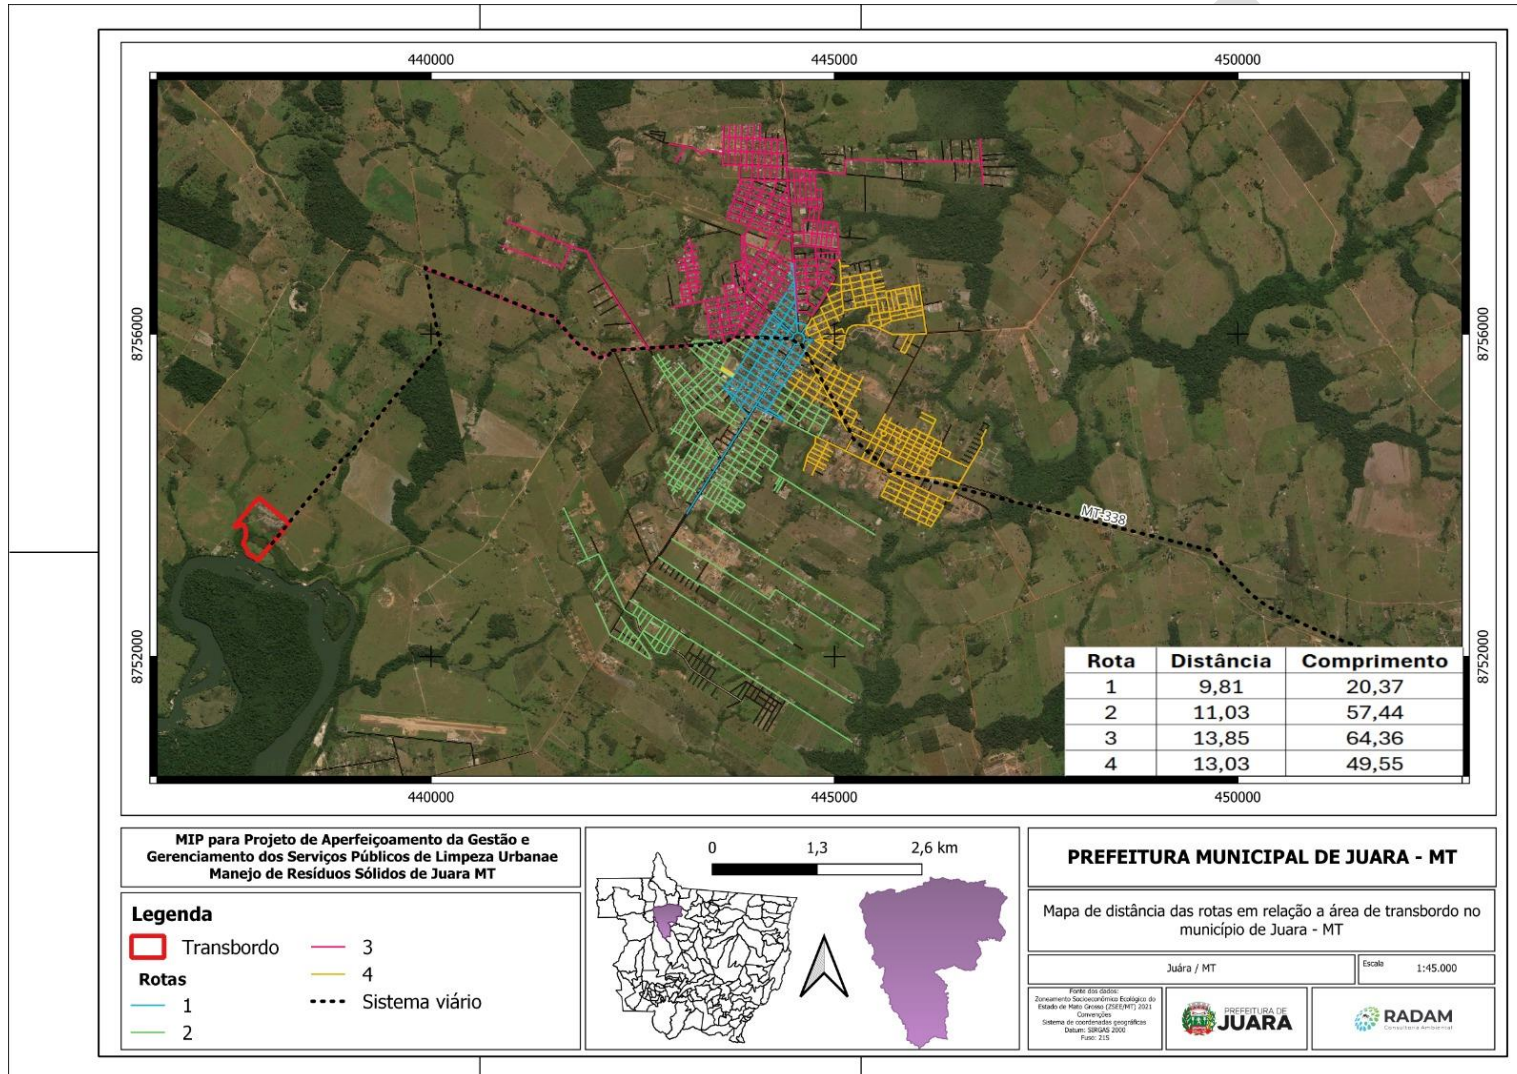 440000
445000
450000
8756000
8756000
8752000
8752000
MT-338
Rota Distância Comprimento
1 9,81 20,37
2 11,03 57,44
3 13,85 64,36
4 13,03 49,55
440000
445000
450000
MIP para Projeto de Aperfeiçoamento da Gestão e
Gerenciamento dos Serviços Públicos de Limpeza Urbanae
Manejo de Resíduos Sólidos de Juara MT
Legenda
Transbordo
Rotas
1
2
3
4
Sistema viário
0 1,3 2,6 km
PREFEITURA MUNICIPAL DE JUARA - MT
Mapa de distância das rotas em relação a área de transbordo no
município de Juara - MT
Juára / MT
Escala 1:45.000
Fonte dos dados:
Zoneamento Socioeconômico Ecológico do
Estado de Mato Grosso (ZSEE/MT) 2021
Convenções
Sistema de coordenadas geográficas
Datum: SIRGAS 2000
Fuso: 21S
PREFEITURA DE
JUARA
RADAM
Consultoria Ambiental